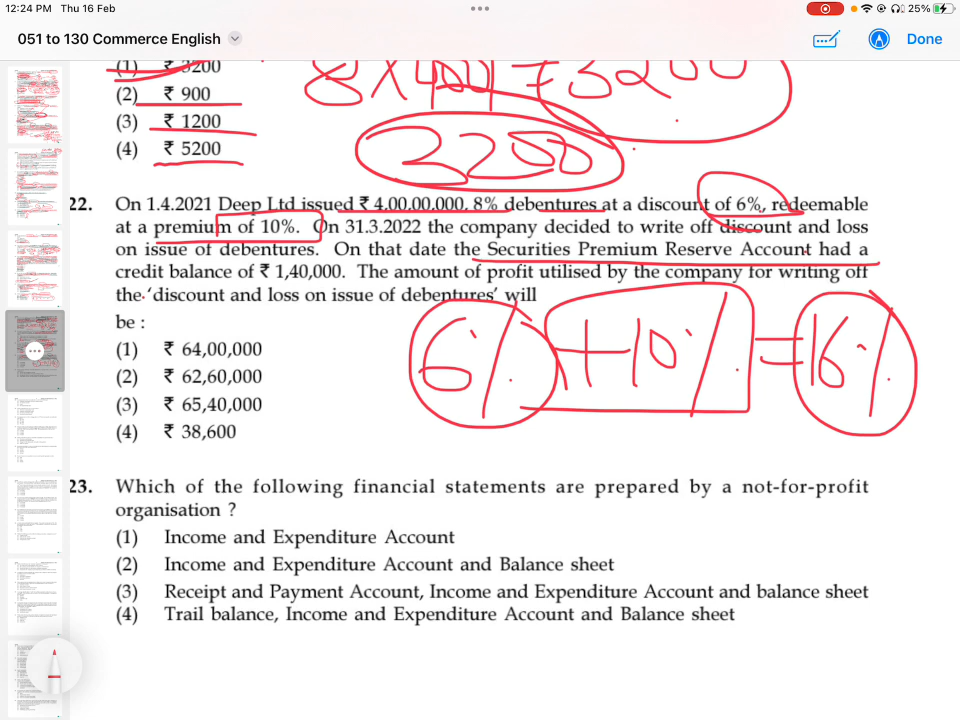 12:24 PM Thu 16 Feb
25%
051 to 130 Commerce English
Done
(1) ₹ 3200
8 X 400 = 3200
(2) ₹ 900
(3) ₹ 1200
(4) ₹ 5200
2200
22. On 1.4.2021 Deep Ltd issued ₹ 4,00,00,000, 8% debentures at a discount of 6%, redeemable
at a premium of 10%. On 31.3.2022 the company decided to write off discount and loss
on issue of debentures. On that date the Securities Premium Reserve Account had a
credit balance of ₹ 1,40,000. The amount of profit utilised by the company for writing off
the 'discount and loss on issue of debentures' will
be :
6% + 10% = 16%
(1) ₹ 64,00,000
(2) ₹ 62,60,000
(3) ₹ 65,40,000
(4) ₹ 38,600
23. Which of the following financial statements are prepared by a not-for-profit
organisation ?
(1) Income and Expenditure Account
(2) Income and Expenditure Account and Balance sheet
(3) Receipt and Payment Account, Income and Expenditure Account and balance sheet
(4) Trail balance, Income and Expenditure Account and Balance sheet